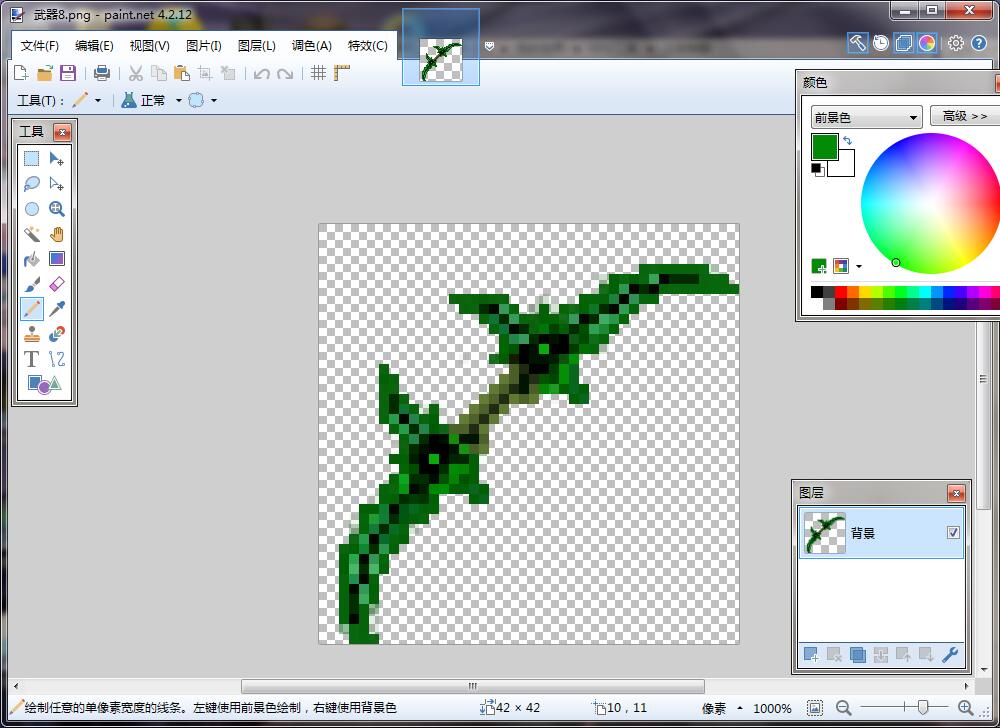 武器8.png - paint.net 4.2.12
文件(F) 编辑(E) 视图(V) 图片(I) 图层(L) 调色(A) 特效(C)
工具(T): 正常
工具
颜色
前景色 高级 >>
图层
背景
绘制任意的单像素宽度的线条。左键使用前景色绘制，右键使用背景色 42 × 42 10, 11 像素 1000%